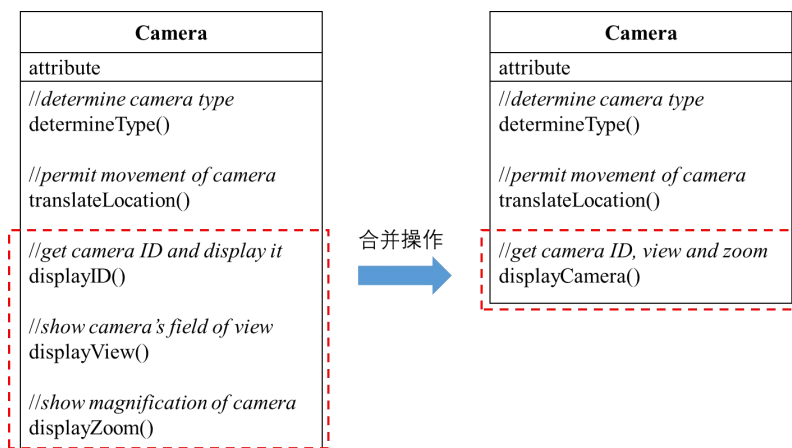 Camera
attribute
//determine camera type
determineType()
//permit movement of camera
translateLocation()
//get camera ID and display it
displayID()
//show camera’s field of view
displayView()
//show magnification of camera
displayZoom()
合并操作
Camera
attribute
//determine camera type
determineType()
//permit movement of camera
translateLocation()
//get camera ID, view and zoom
displayCamera()